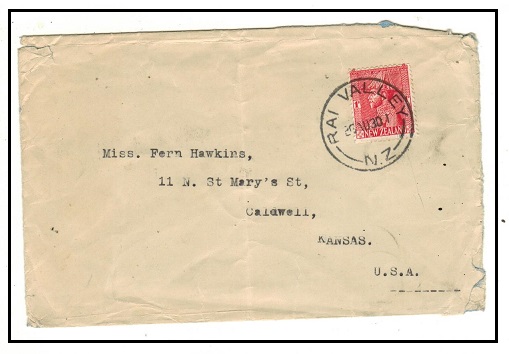 RAI VALLEY
N.Z
NEW ZEALAND
Miss. Fern Hawkins,
11 N. St Mary's St,
Caldwell,
KANSAS.
U.S.A.